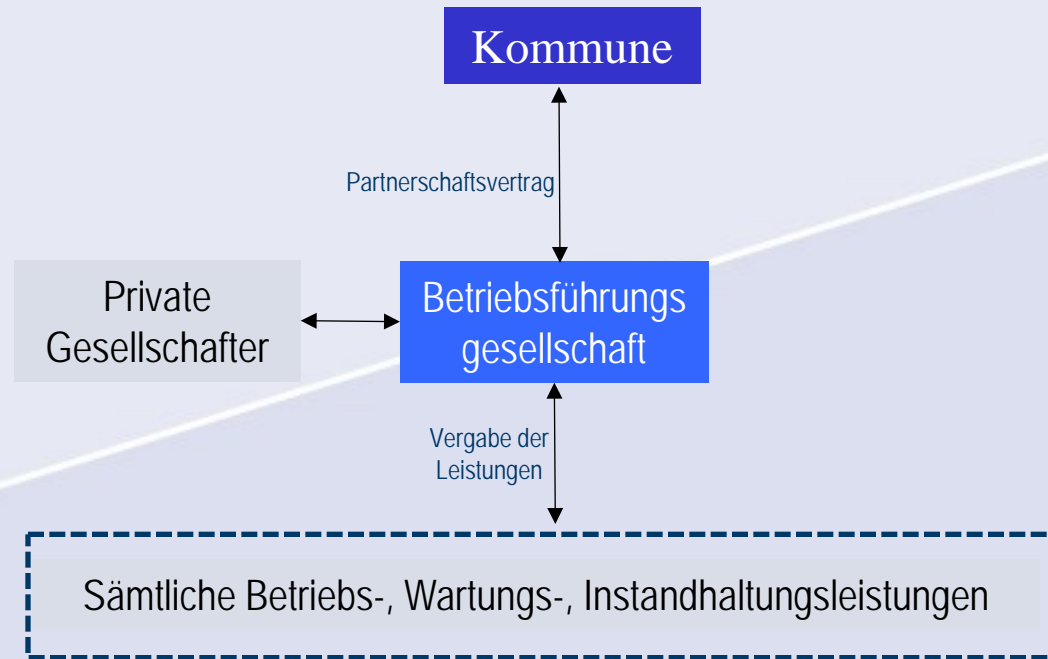 Kommune
Partnerschaftsvertrag
Private
Gesellschafter
Betriebsführungs
gesellschaft
Vergabe der
Leistungen
Sämtliche Betriebs-, Wartungs-, Instandhaltungsleistungen